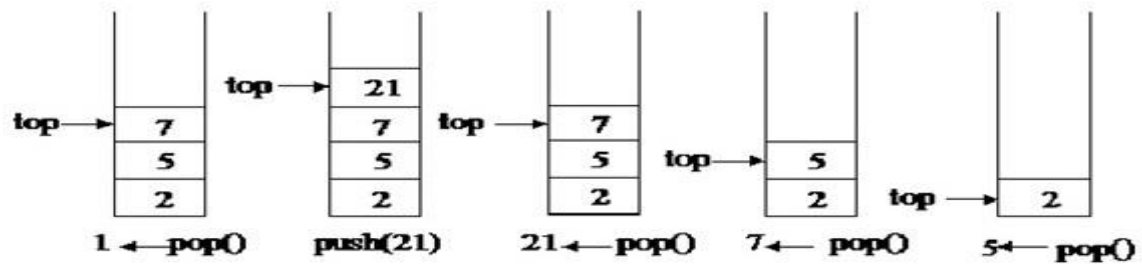 top 7 5 2
1 pop()
top 21 7 5 2
push(21)
top 7 5 2
21 pop()
top 5 2
7 pop()
top 2
5 pop()